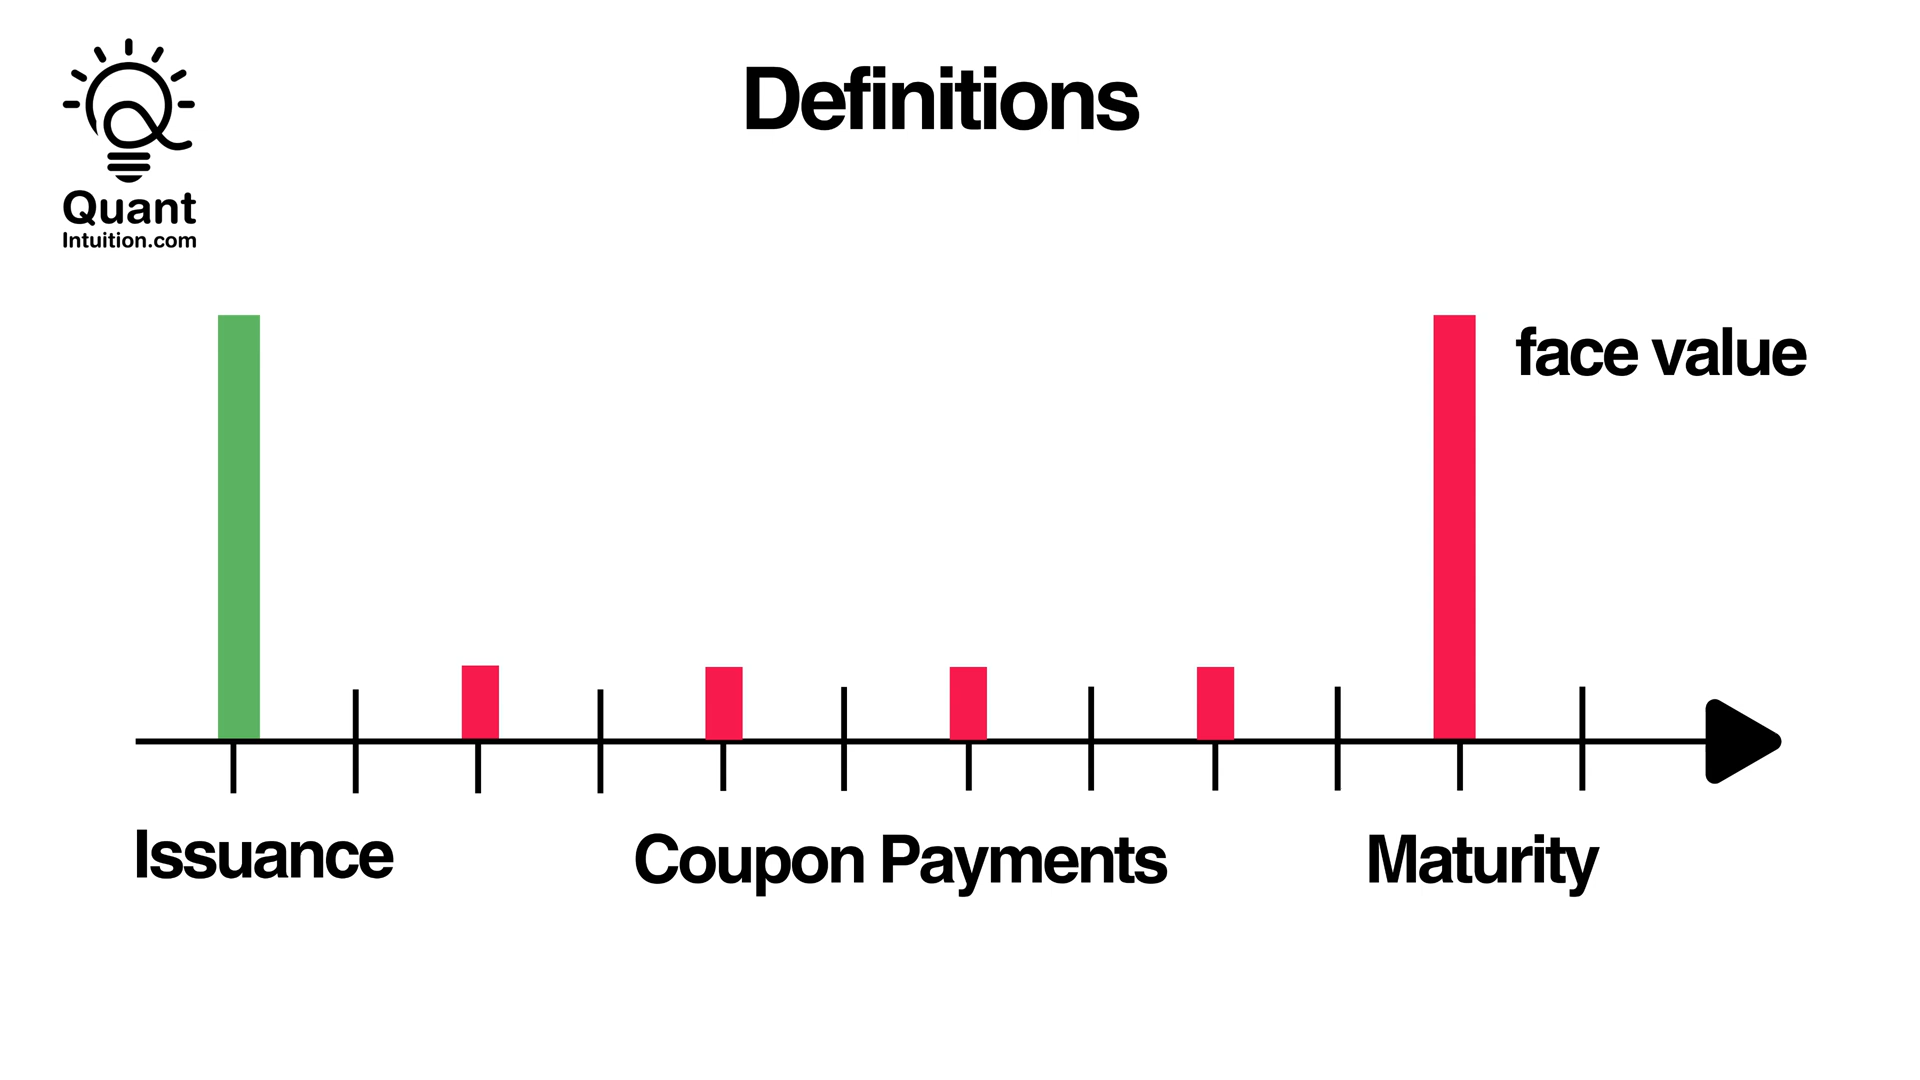 Definitions
Quant
Intuition.com
face value
Issuance
Coupon Payments
Maturity